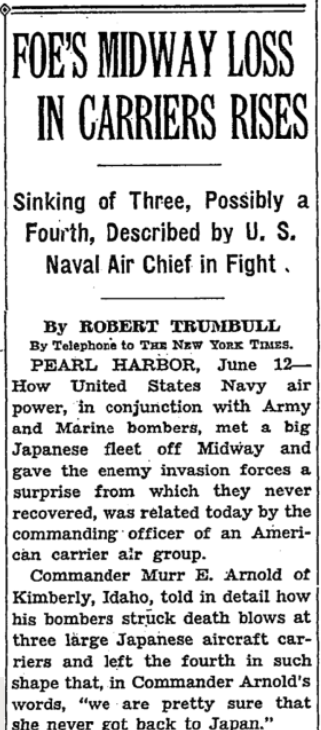 FOE'S MIDWAY LOSS
IN CARRIERS RISES
Sinking of Three, Possibly a
Fourth, Described by U. S.
Naval Air Chief in Fight .
By ROBERT TRUMBULL
By Telephone to THE NEW YORK TIMES.
PEARL HARBOR, June 12—
How United States Navy air
power, in conjunction with Army
and Marine bombers, met a big
Japanese fleet off Midway and
gave the enemy invasion forces a
surprise from which they never
recovered, was related today by the
commanding officer of an Ameri-
can carrier air group.
Commander Murr E. Arnold of
Kimberly, Idaho, told in detail how
his bombers struck death blows at
three large Japanese aircraft car-
riers and left the fourth in such
shape that, in Commander Arnold's
words, "we are pretty sure that
she never got back to Japan."